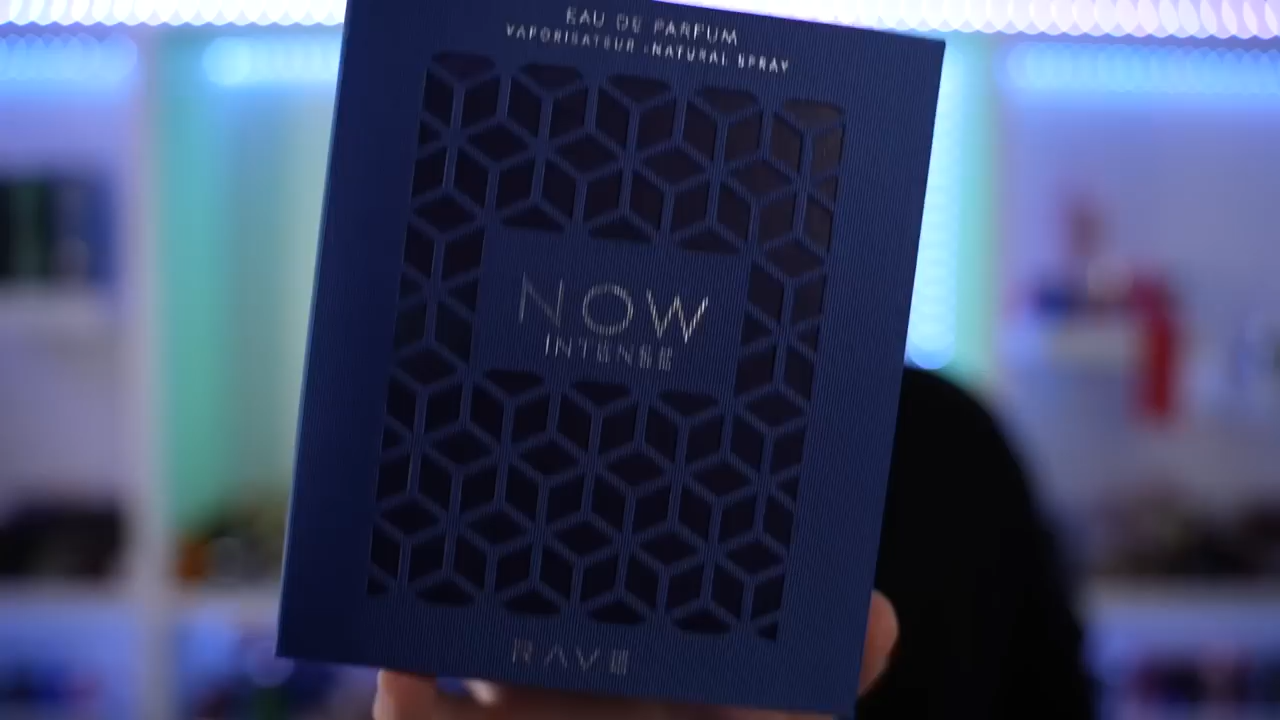 EAU DE PARFUM
VAPORISATEUR . NATURAL SPRAY
NOW
INTENSE
RAVE